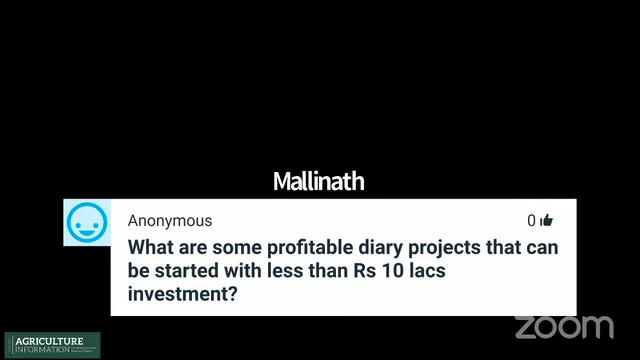 Mallinath
Anonymous
0
What are some profitable diary projects that can
be started with less than Rs 10 lacs
investment?
zoom
AGRICULTURE
INFORMATION